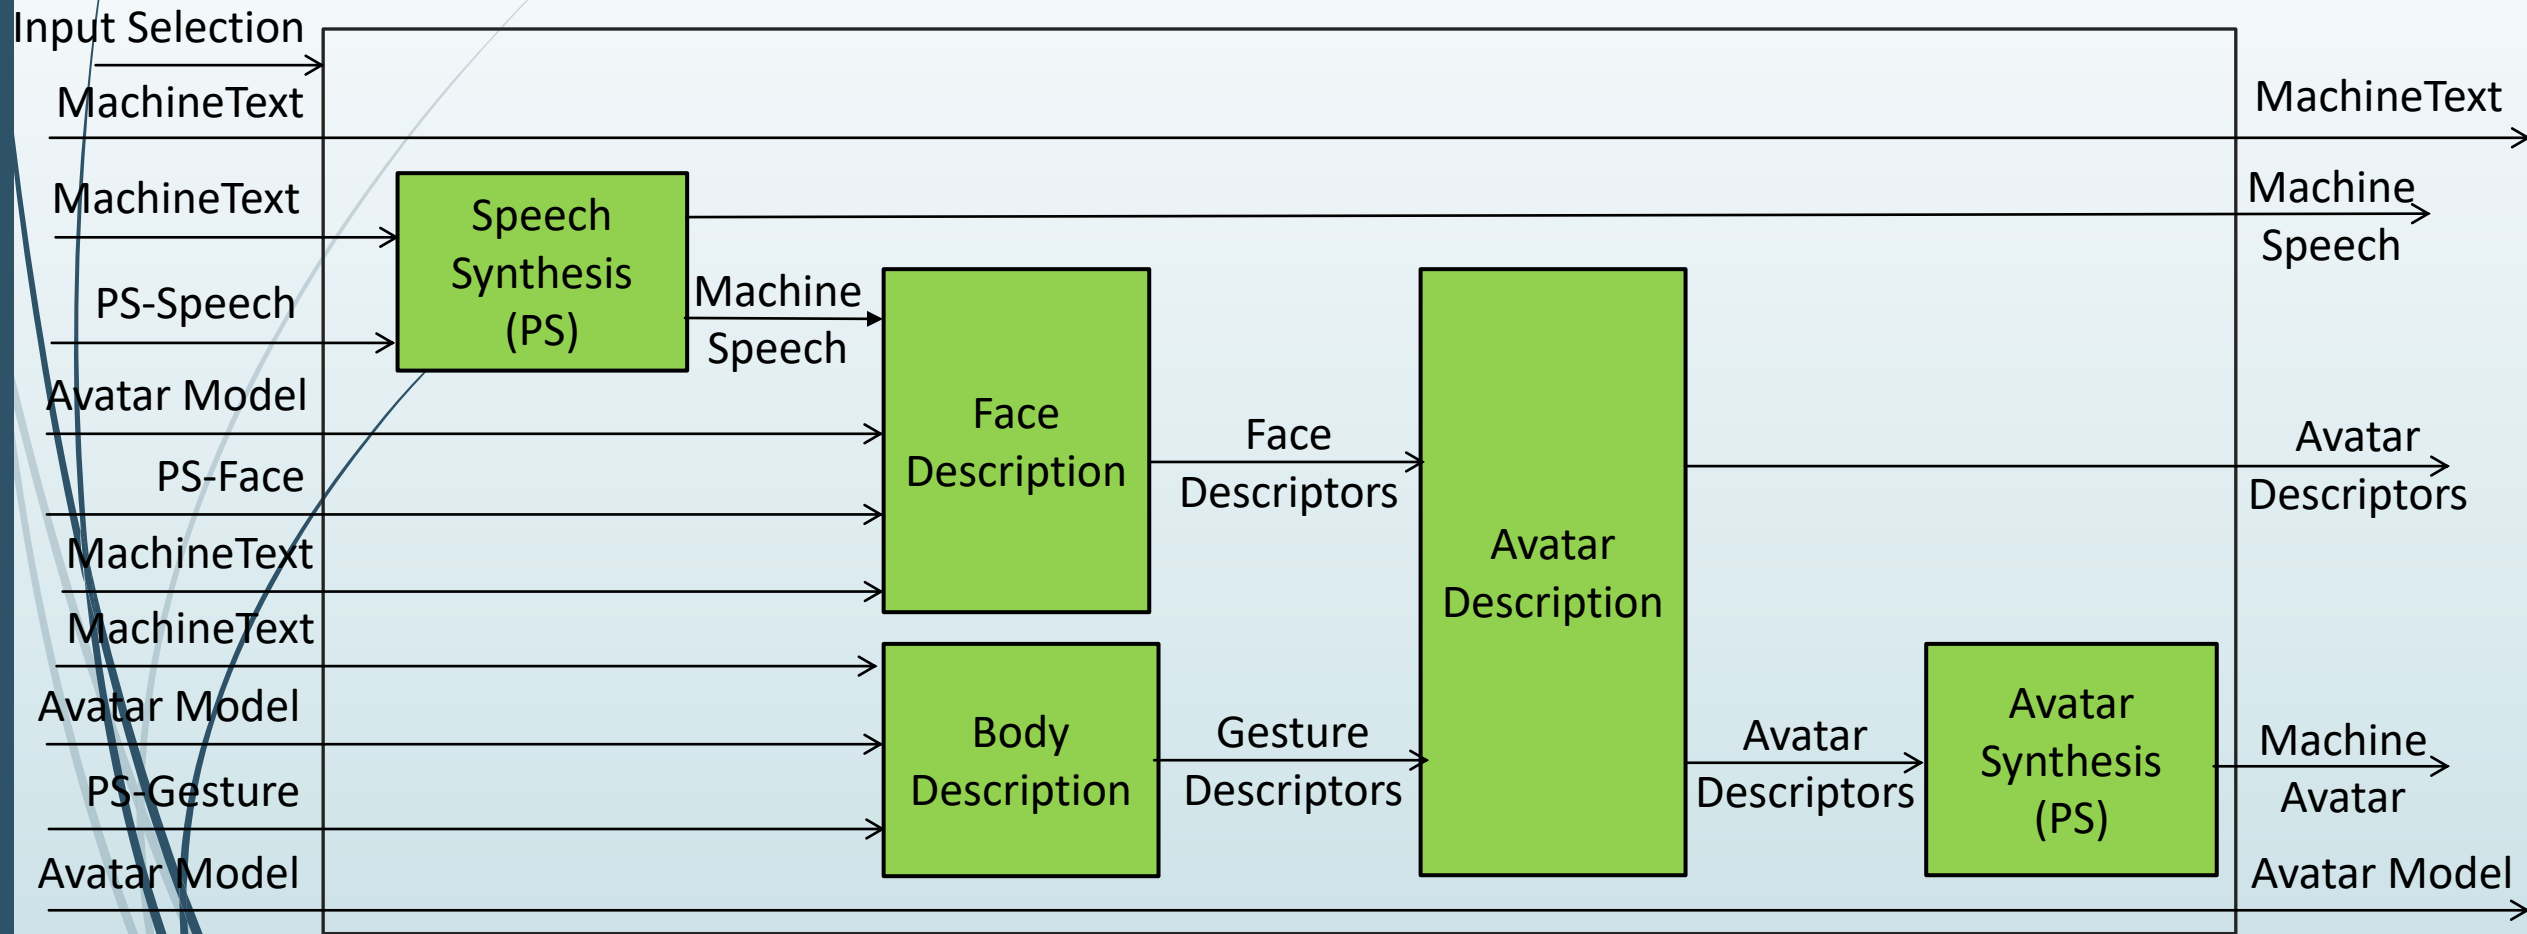 Input Selection
MachineText
MachineText
MachineText
Machine
Speech
Speech
Synthesis
(PS)
PS-Speech
Machine
Speech
Avatar Model
Face
Description
PS-Face
Face
Descriptors
Avatar
Descriptors
MachineText
Avatar
Description
MachineText
Avatar Model
Body
Description
Gesture
Descriptors
Avatar
Descriptors
Avatar
Synthesis
(PS)
Machine
Avatar
PS-Gesture
Avatar Model
Avatar Model